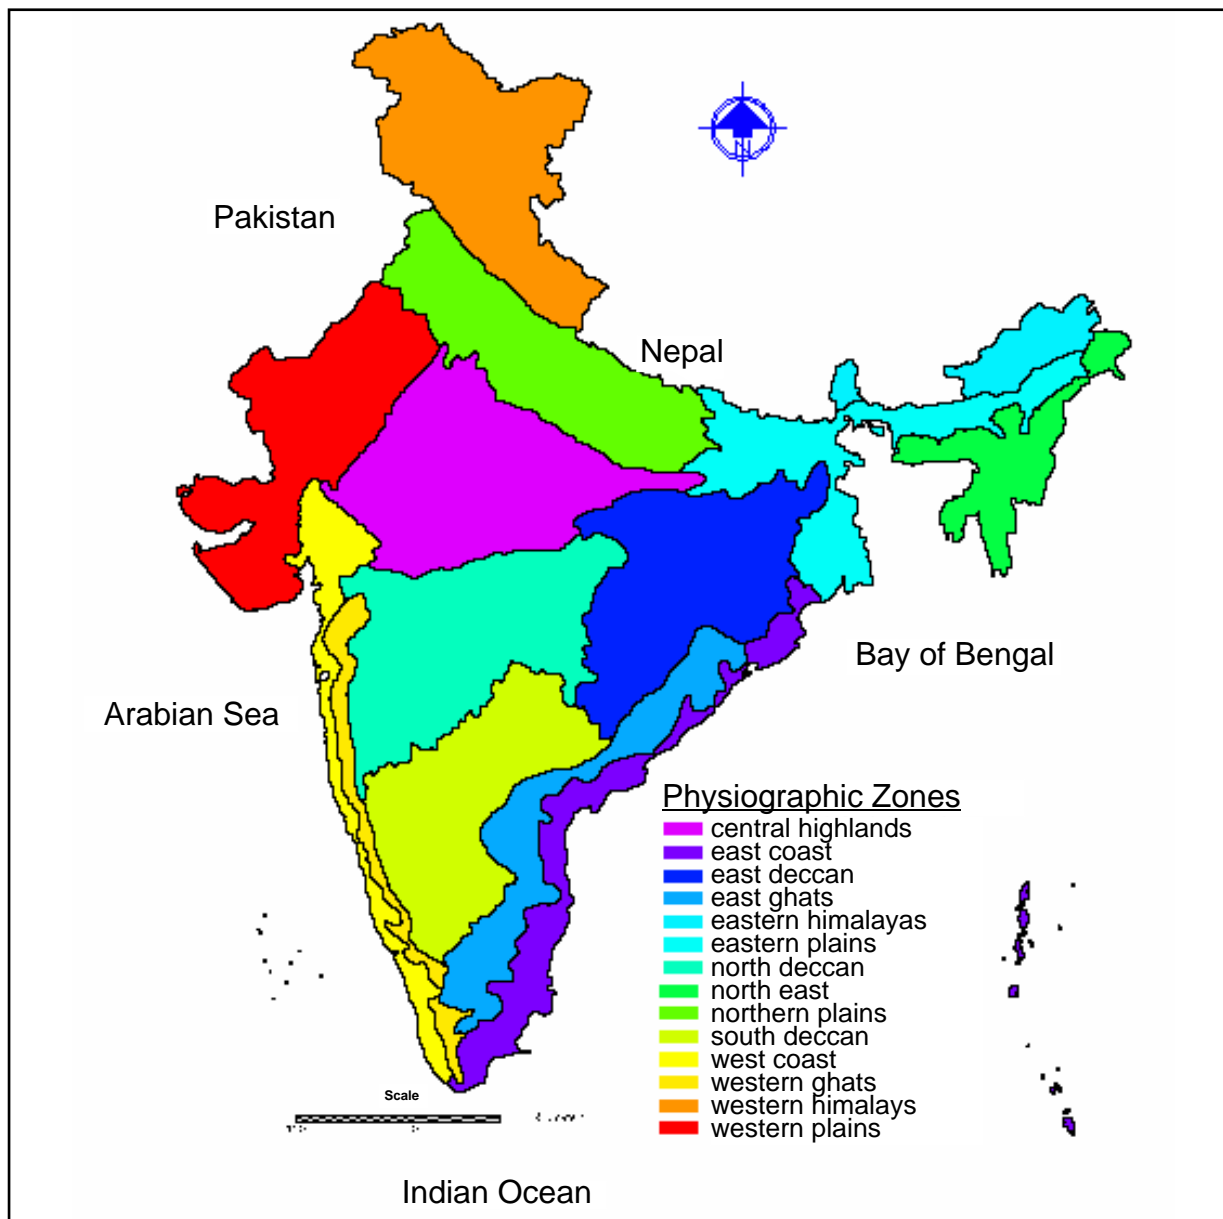 N
Pakistan
Nepal
Bay of Bengal
Arabian Sea
Physiographic Zones
central highlands
east coast
east deccan
east ghats
eastern himalayas
eastern plains
north deccan
north east
northern plains
south deccan
west coast
western ghats
western himalays
western plains
Scale
Indian Ocean